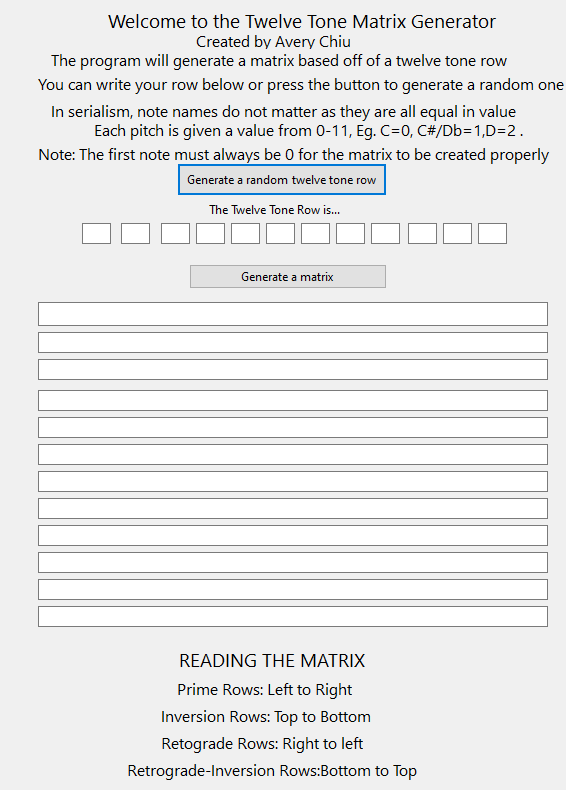 Welcome to the Twelve Tone Matrix Generator
Created by Avery Chiu
The program will generate a matrix based off of a twelve tone row
You can write your row below or press the button to generate a random one
In serialism, note names do not matter as they are all equal in value
Each pitch is given a value from 0-11, Eg. C=0, C#/Db=1,D=2 .
Note: The first note must always be 0 for the matrix to be created properly
Generate a random twelve tone row
The Twelve Tone Row is...
Generate a matrix
READING THE MATRIX
Prime Rows: Left to Right
Inversion Rows: Top to Bottom
Retograde Rows: Right to left
Retrograde-Inversion Rows:Bottom to Top